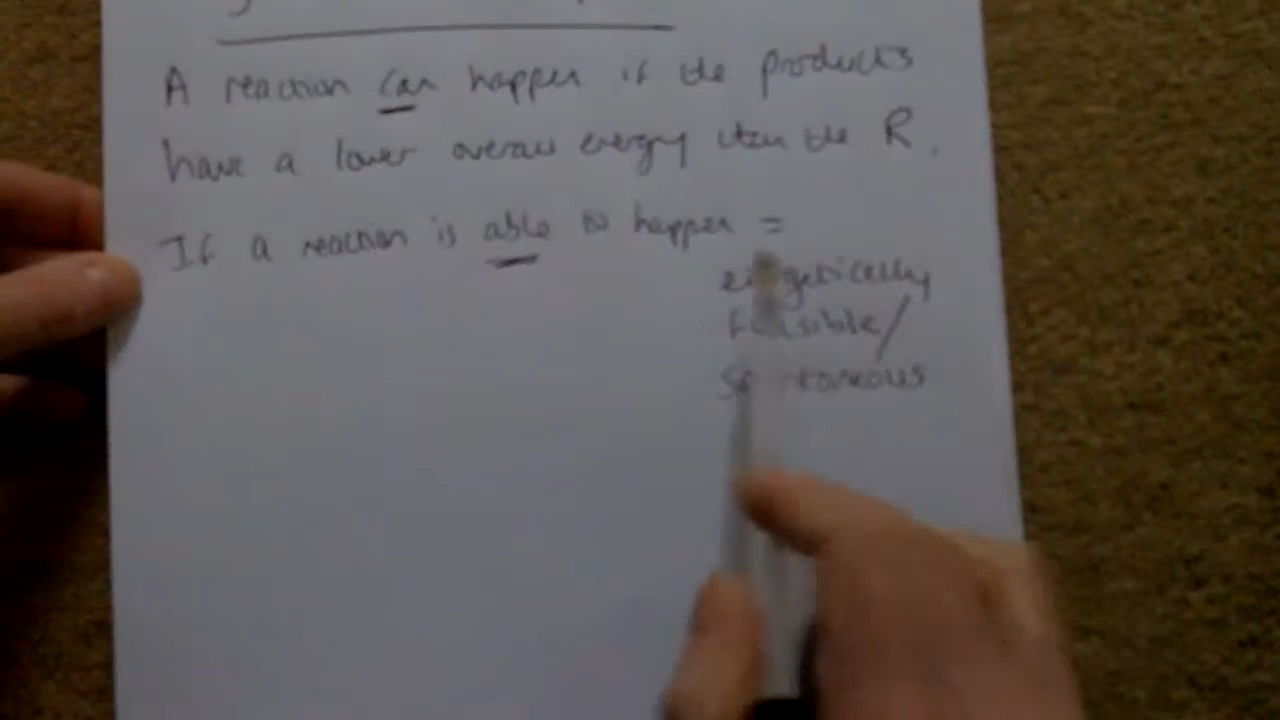 A reaction can happen if the products
have a lower overall energy than the R.
If a reaction is able to happen =
energetically
feasible/
spontaneous